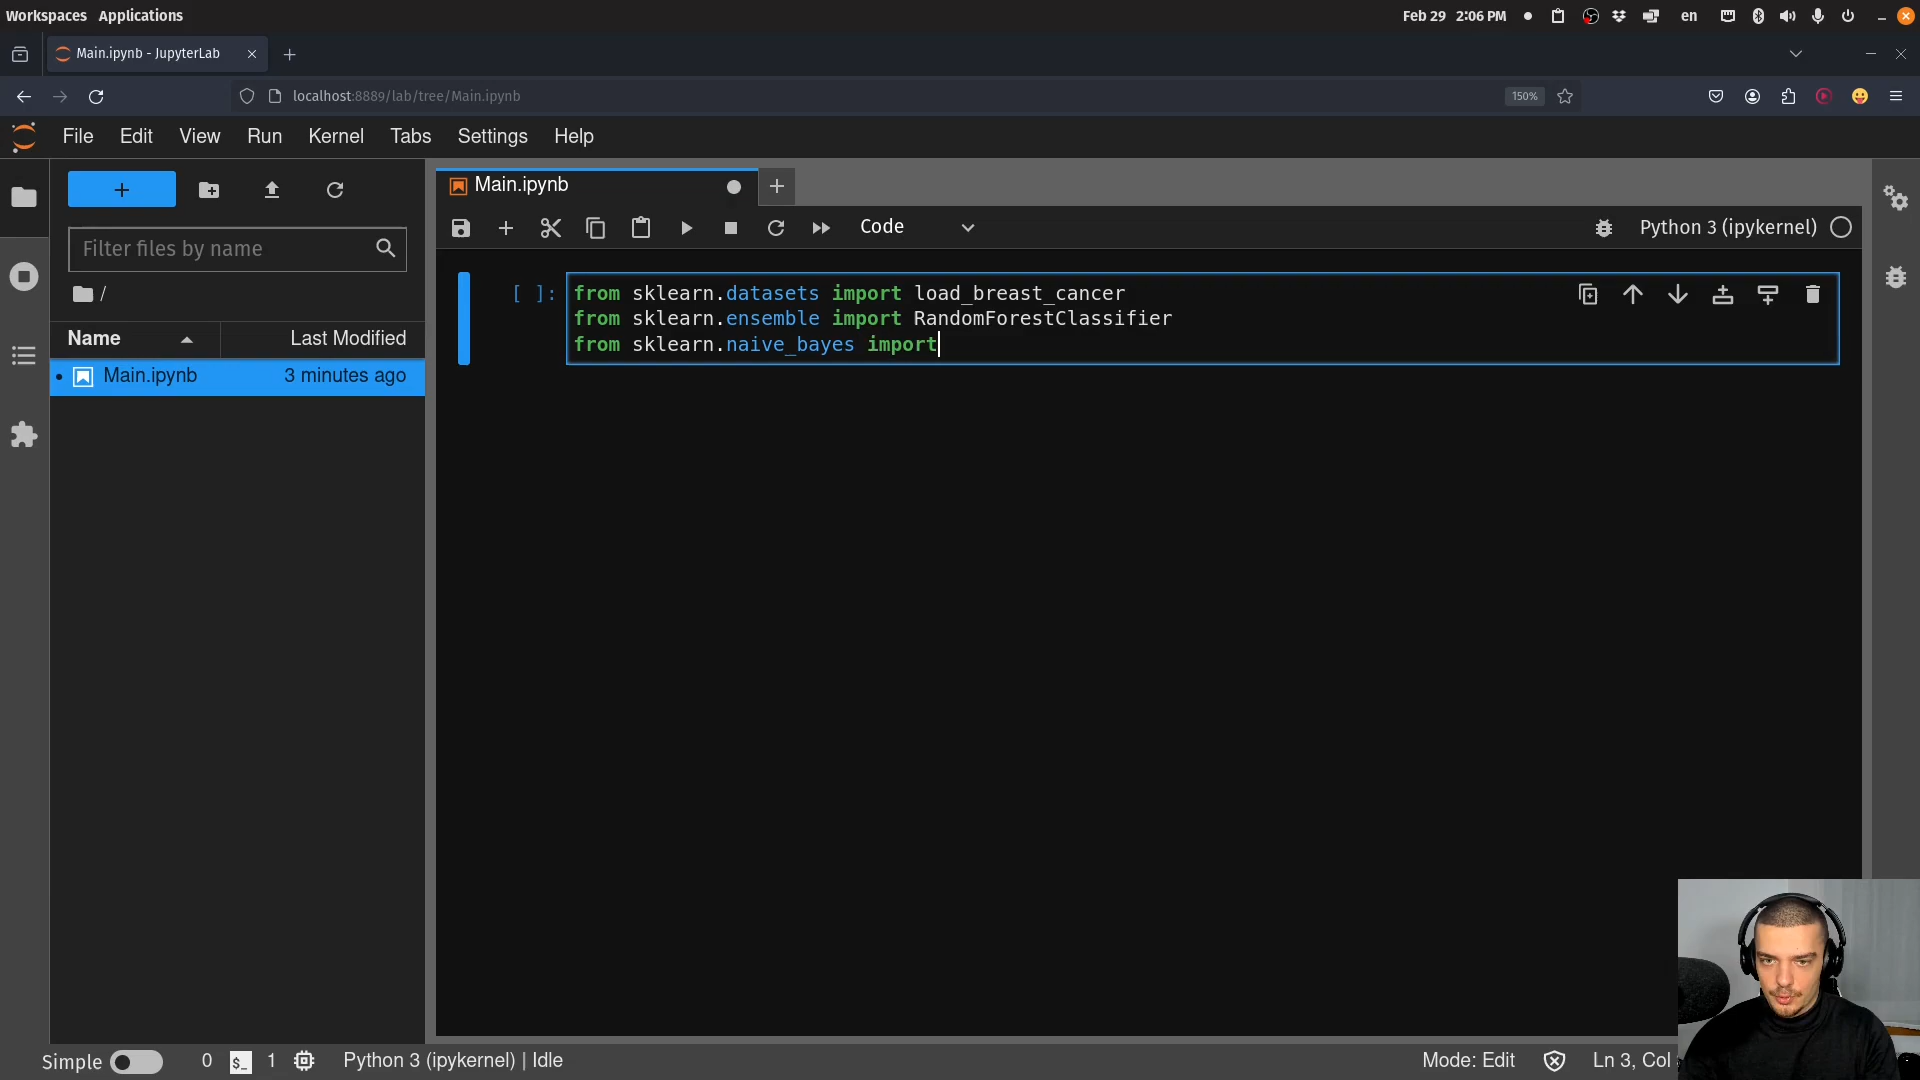 Workspaces Applications Feb 29 2:06 PM en
Main.ipynb - JupyterLab
localhost:8889/lab/tree/Main.ipynb 150%
File Edit View Run Kernel Tabs Settings Help
Main.ipynb
Code Python 3 (ipykernel)
Filter files by name
/
Name Last Modified
Main.ipynb 3 minutes ago
[ ]: from sklearn.datasets import load_breast_cancer
from sklearn.ensemble import RandomForestClassifier
from sklearn.naive_bayes import
Simple 0 $_ 1 Python 3 (ipykernel) | Idle Mode: Edit Ln 3, Col